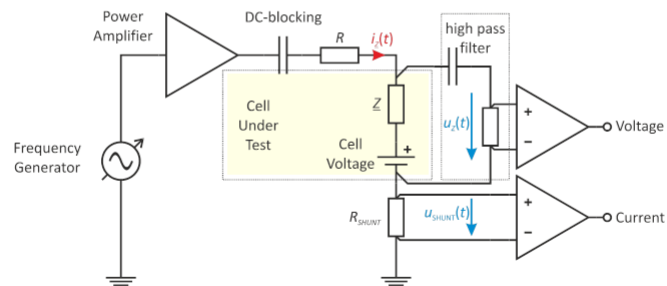 Power
Amplifier
DC-blocking
R
i_z(t)
high pass
filter
Cell
Under
Test
Z
Cell
Voltage
+
u_z(t)
+
−
Voltage
Frequency
Generator
R_SHUNT
u_SHUNT(t)
+
−
Current